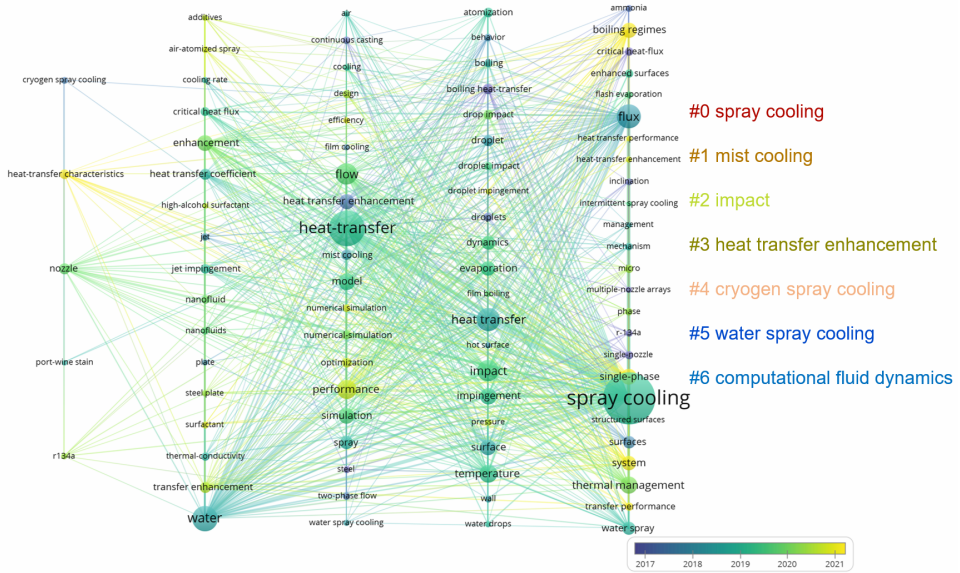 cryogen spray cooling
heat-transfer characteristics
nozzle
port-wine stain
r134a
additives
air-atomized spray
cooling rate
critical heat flux
enhancement
heat transfer coefficient
high-alcohol surfactant
jet
jet impingement
nanofluid
nanofluids
plate
steel plate
surfactant
thermal-conductivity
transfer enhancement
water
air
continuous casting
cooling
design
efficiency
film cooling
flow
heat transfer enhancement
heat-transfer
mist cooling
model
numerical simulation
numerical-simulation
optimization
performance
simulation
spray
steel
two-phase flow
water spray cooling
atomization
behavior
boiling
boiling heat-transfer
drop impact
droplet
droplet impact
droplet impingement
droplets
dynamics
evaporation
film boiling
heat transfer
hot surface
impact
impingement
pressure
surface
temperature
wall
water drops
ammonia
boiling regimes
critical-heat-flux
enhanced surfaces
flash evaporation
flux
heat transfer performance
heat-transfer enhancement
inclination
intermittent spray cooling
management
mechanism
micro
multiple-nozzle arrays
phase
r-134a
single-nozzle
single-phase
spray cooling
structured surfaces
surfaces
system
thermal management
transfer performance
water spray
#0 spray cooling
#1 mist cooling
#2 impact
#3 heat transfer enhancement
#4 cryogen spray cooling
#5 water spray cooling
#6 computational fluid dynamics
2017 2018 2019 2020 2021